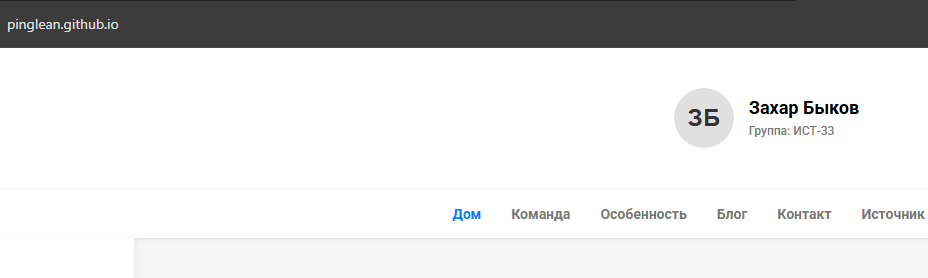 pinglean.github.io
ЗБ
Захар Быков
Группа: ИСТ-33
Дом Команда Особенность Блог Контакт Источник